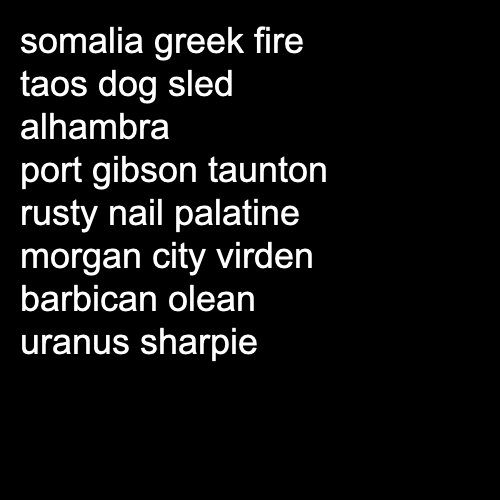 somalia greek fire
taos dog sled
alhambra
port gibson taunton
rusty nail palatine
morgan city virden
barbican olean
uranus sharpie